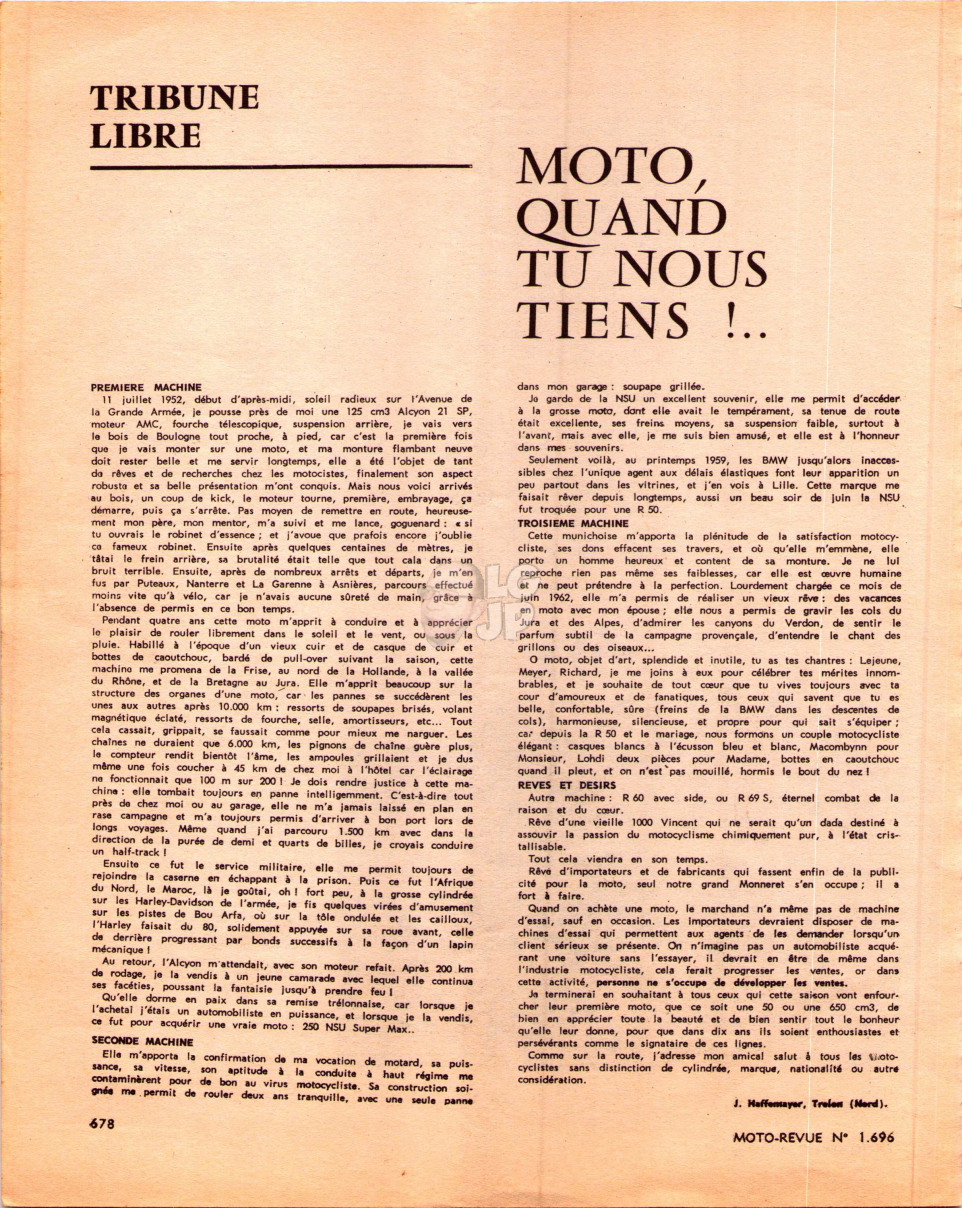 TRIBUNE
LIBRE
MOTO,
QUAND
TU NOUS
TIENS !..
PREMIERE MACHINE
11 juillet 1952, début d'après-midi, soleil radieux sur l'Avenue de
la Grande Armée, je pousse près de moi une 125 cm3 Alcyon 21 SP,
moteur AMC, fourche télescopique, suspension arrière, je vais vers
le bois de Boulogne tout proche, à pied, car c'est la première fois
que je vais monter sur une moto, et ma monture flambant neuve
doit rester belle et me servir longtemps, elle a été l'objet de tant
de rêves et de recherches chez les motocistes, finalement son aspect
robuste et sa belle présentation m'ont conquis. Mais nous voici arrivés
au bois, un coup de kick, le moteur tourne, première, embrayage, ça
démarre, puis ça s'arrête. Pas moyen de remettre en route, heureuse-
ment mon père, mon mentor, m'a suivi et me lance, goguenard : « si
tu ouvrais le robinet d'essence ; et j'avoue que prafois encore j'oublie
ce fameux robinet. Ensuite après quelques centaines de mètres, je
tâtai le frein arrière, sa brutalité était telle que tout cala dans un
bruit terrible. Ensuite, après de nombreux arrêts et départs, je m'en
fus par Puteaux, Nanterre et La Garenne à Asnières, parcours effectué
moins vite qu'à vélo, car je n'avais aucune sûreté de main, grâce à
l'absence de permis en ce bon temps.
Pendant quatre ans cette moto m'apprit à conduire et à apprécier
le plaisir de rouler librement dans le soleil et le vent, ou sous la
pluie. Habillé à l'époque d'un vieux cuir et de casque de cuir et
bottes de caoutchouc, bardé de pull-over suivant la saison, cette
machine me promena de la Frise, au nord de la Hollande, à la vallée
du Rhône, et de la Bretagne au Jura. Elle m'apprit beaucoup sur la
structure des organes d'une moto, car les pannes se succédèrent les
unes aux autres après 10.000 km : ressorts de soupapes brisés, volant
magnétique éclaté, ressorts de fourche, selle, amortisseurs, etc... Tout
cela cassait, grippait, se faussait comme pour mieux me narguer. Les
chaînes ne duraient que 6.000 km, les pignons de chaîne guère plus,
le compteur rendit bientôt l'âme, les ampoules grillaient et je dus
même une fois coucher à 45 km de chez moi à l'hôtel car l'éclairage
ne fonctionnait que 100 m sur 200 ! Je dois rendre justice à cette ma-
chine : elle tombait toujours en panne intelligemment. C'est-à-dire tout
près de chez moi ou au garage, elle ne m'a jamais laissé en plan en
rase campagne et m'a toujours permis d'arriver à bon port lors de
longs voyages. Même quand j'ai parcouru 1.500 km avec dans la
direction de la purée de demi et quarts de billes, je croyais conduire
un half-track !
Ensuite ce fut le service militaire, elle me permit toujours de
rejoindre la caserne en échappant à la prison. Puis ce fut l'Afrique
du Nord, le Maroc, là je goûtai, oh ! fort peu, à la grosse cylindrée
sur les Harley-Davidson de l'armée, je fis quelques virées d'amusement
sur les pistes de Bou Arfa, où sur la tôle ondulée et les cailloux,
l'Harley faisait du 80, solidement appuyée sur sa roue avant, celle
de derrière progressant par bonds successifs à la façon d'un lapin
mécanique !
Au retour, l'Alcyon m'attendait, avec son moteur refait. Après 200 km
de rodage, je la vendis à un jeune camarade avec lequel elle continua
ses facéties, poussant la fantaisie jusqu'à prendre feu !
Qu'elle dorme en paix dans sa remise trélonnaise, car lorsque je
l'achetai j'étais un automobiliste en puissance, et lorsque je la vendis,
ce fut pour acquérir une vraie moto : 250 NSU Super Max..
SECONDE MACHINE
Elle m'apporta la confirmation de ma vocation de motard, sa puis-
sance, sa vitesse, son aptitude à la conduite à haut régime me
contaminèrent pour de bon au virus motocycliste. Sa construction soi-
gnée me permit de rouler deux ans tranquille, avec une seule panne
dans mon garage : soupape grillée.
Je garde de la NSU un excellent souvenir, elle me permit d'accéder
à la grosse moto, dont elle avait le tempérament, sa tenue de route
était excellente, ses freins moyens, sa suspension faible, surtout à
l'avant, mais avec elle, je me suis bien amusé, et elle est à l'honneur
dans mes souvenirs.
Seulement voilà, au printemps 1959, les BMW jusqu'alors inacces-
sibles chez l'unique agent aux délais élastiques font leur apparition un
peu partout dans les vitrines, et j'en vois à Lille. Cette marque me
faisait rêver depuis longtemps, aussi un beau soir de juin la NSU
fut troquée pour une R 50.
TROISIEME MACHINE
Cette munichoise m'apporta la plénitude de la satisfaction motocy-
cliste, ses dons effacent ses travers, et où qu'elle m'emmène, elle
porte un homme heureux et content de sa monture. Je ne lui
reproche rien pas même ses faiblesses, car elle est œuvre humaine
et ne peut prétendre à la perfection. Lourdement chargée ce mois de
juin 1962, elle m'a permis de réaliser un vieux rêve : des vacances
en moto avec mon épouse ; elle nous a permis de gravir les cols du
Jura et des Alpes, d'admirer les canyons du Verdon, de sentir le
parfum subtil de la campagne provençale, d'entendre le chant des
grillons ou des oiseaux...
O moto, objet d'art, splendide et inutile, tu as tes chantres : Lejeune,
Meyer, Richard, je me joins à eux pour célébrer tes mérites innom-
brables, et je souhaite de tout cœur que tu vives toujours avec ta
cour d'amoureux et de fanatiques, tous ceux qui savent que tu es
belle, confortable, sûre (freins de la BMW dans les descentes de
cols), harmonieuse, silencieuse, et propre pour qui sait s'équiper ;
car depuis la R 50 et le mariage, nous formons un couple motocycliste
élégant : casques blancs à l'écusson bleu et blanc, Macombynn pour
Monsieur, Lohdi deux pièces pour Madame, bottes en caoutchouc
quand il pleut, et on n'est pas mouillé, hormis le bout du nez !
REVES ET DESIRS
Autre machine : R 60 avec side, ou R 69 S, éternel combat de la
raison et du cœur.
Rêve d'une vieille 1000 Vincent qui ne serait qu'un dada destiné à
assouvir la passion du motocyclisme chimiquement pur, à l'état cris-
tallisable.
Tout cela viendra en son temps.
Rêve d'importateurs et de fabricants qui fassent enfin de la publi-
cité pour la moto, seul notre grand Monneret s'en occupe ; il a
fort à faire.
Quand on achète une moto, le marchand n'a même pas de machine
d'essai, sauf en occasion. Les importateurs devraient disposer de ma-
chines d'essai qui permettent aux agents de les demander lorsqu'un
client sérieux se présente. On n'imagine pas un automobiliste acqué-
rant une voiture sans l'essayer, il devrait en être de même dans
l'industrie motocycliste, cela ferait progresser les ventes, or dans
cette activité, personne ne s'occupe de développer les ventes.
Je terminerai en souhaitant à tous ceux qui cette saison vont enfour-
cher leur première moto, que ce soit une 50 ou une 650 cm3, de
bien en apprécier toute la beauté et de bien sentir tout le bonheur
qu'elle leur donne, pour que dans dix ans ils soient enthousiastes et
persévérants comme le signataire de ces lignes.
Comme sur la route, j'adresse mon amical salut à tous les moto-
cyclistes sans distinction de cylindrée, marque, nationalité ou autre
considération.
J. Haffemayer, Trelon (Nord).
678
MOTO-REVUE N° 1.696